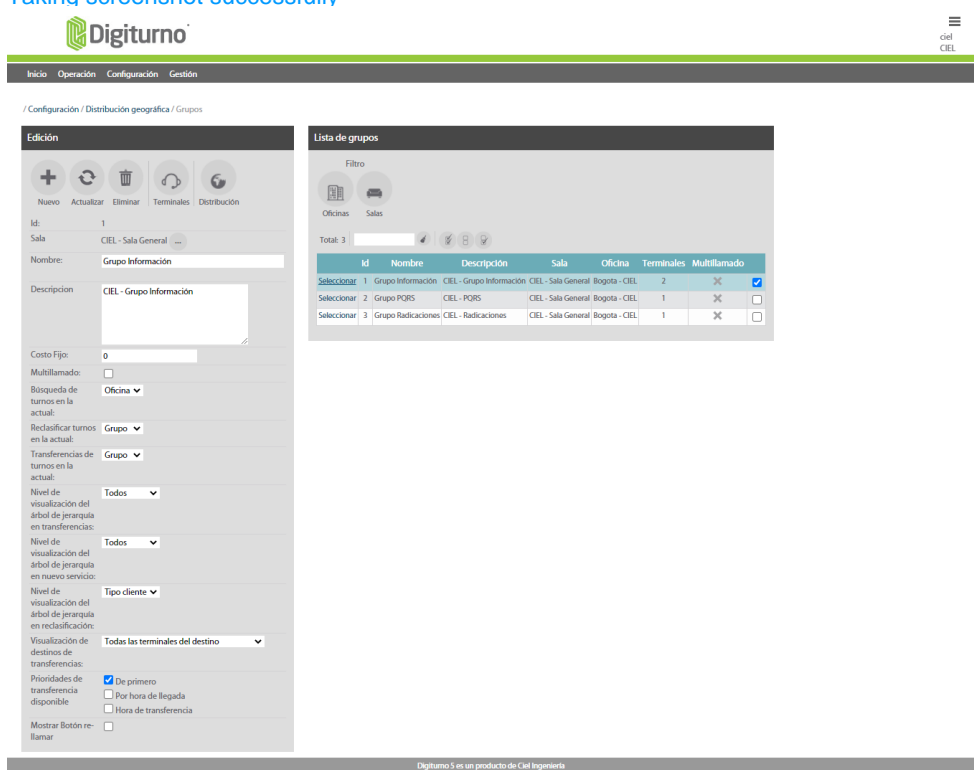 Taking screenshot successfully
Digiturno
ciel
CIEL
Inicio Operación Configuración Gestión
/ Configuración / Distribución geográfica / Grupos
Edición
Nuevo Actualizar Eliminar Terminales Distribución
Id: 1
Sala CIEL - Sala General ...
Nombre: Grupo Información
Descripcion CIEL - Grupo Información
Costo Fijo: 0
Multillamado:
Búsqueda de Oficina
turnos en la
actual:
Reclasificar turnos Grupo
en la actual:
Transferencias de Grupo
turnos en la
actual:
Nivel de Todos
visualización del
árbol de jerarquía
en transferencias:
Nivel de Todos
visualización del
árbol de jerarquía
en nuevo servicio:
Nivel de Tipo cliente
visualización del
árbol de jerarquía
en reclasificación:
Visualización de Todas las terminales del destino
destinos de
transferencias:
Prioridades de De primero
transferencia Por hora de llegada
disponible Hora de transferencia
Mostrar Botón re-
llamar
Lista de grupos
Filtro
Oficinas Salas
Total: 3
Id Nombre Descripción Sala Oficina Terminales Multillamado
Seleccionar 1 Grupo Información CIEL - Grupo Información CIEL - Sala General Bogota - CIEL 2
Seleccionar 2 Grupo PQRS CIEL - PQRS CIEL - Sala General Bogota - CIEL 1
Seleccionar 3 Grupo Radicaciones CIEL - Radicaciones CIEL - Sala General Bogota - CIEL 1
Digiturno 5 es un producto de Ciel Ingeniería